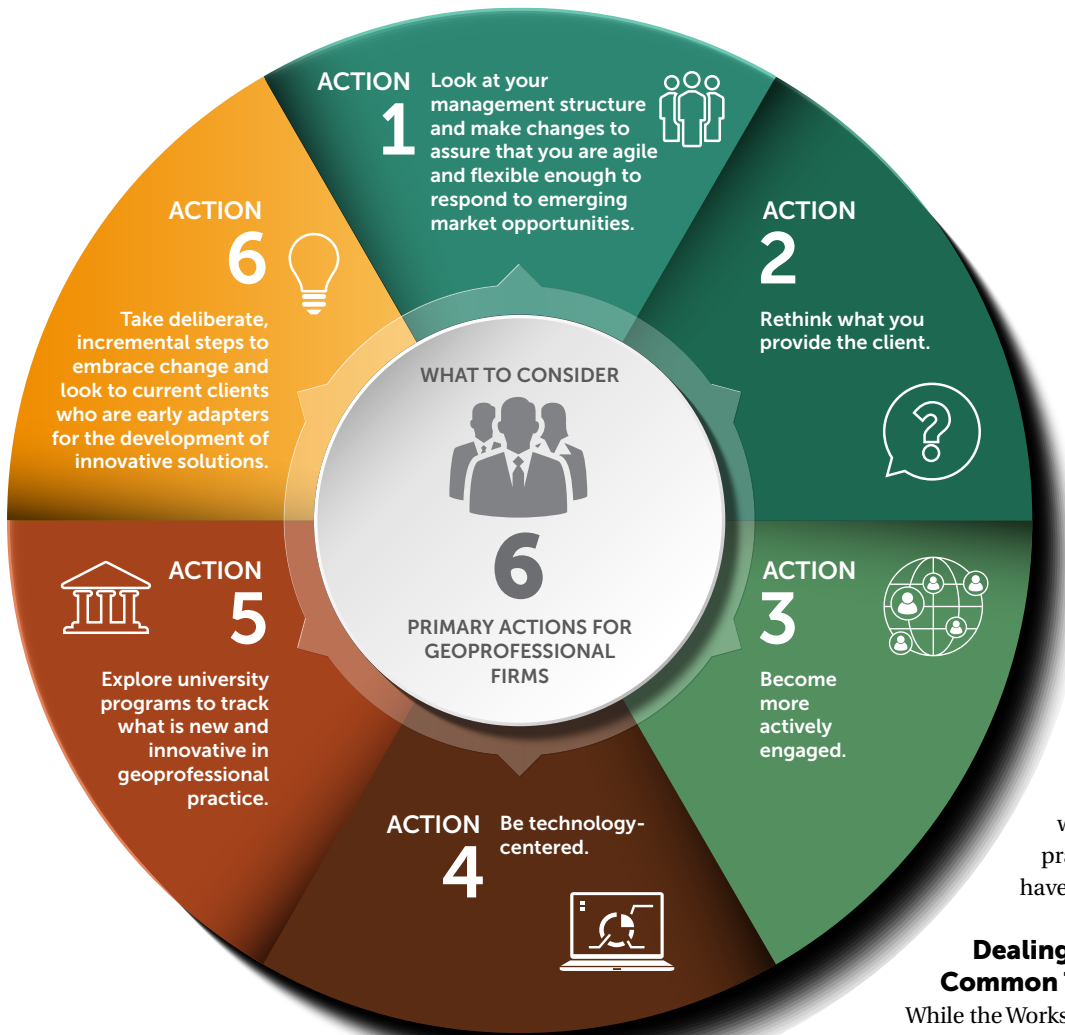 ACTION
1
Look at your
management structure
and make changes to
assure that you are agile
and flexible enough to
respond to emerging
market opportunities.
ACTION
2
Rethink what you
provide the client.
ACTION
3
Become
more
actively
engaged.
ACTION
4
Be technology-
centered.
ACTION
5
Explore university
programs to track
what is new and
innovative in
geoprofessional
practice.
ACTION
6
Take deliberate,
incremental steps to
embrace change and
look to current clients
who are early adapters
for the development of
innovative solutions.
WHAT TO CONSIDER
6
PRIMARY ACTIONS FOR
GEOPROFESSIONAL
FIRMS
have
Dealing
Common
While the Works